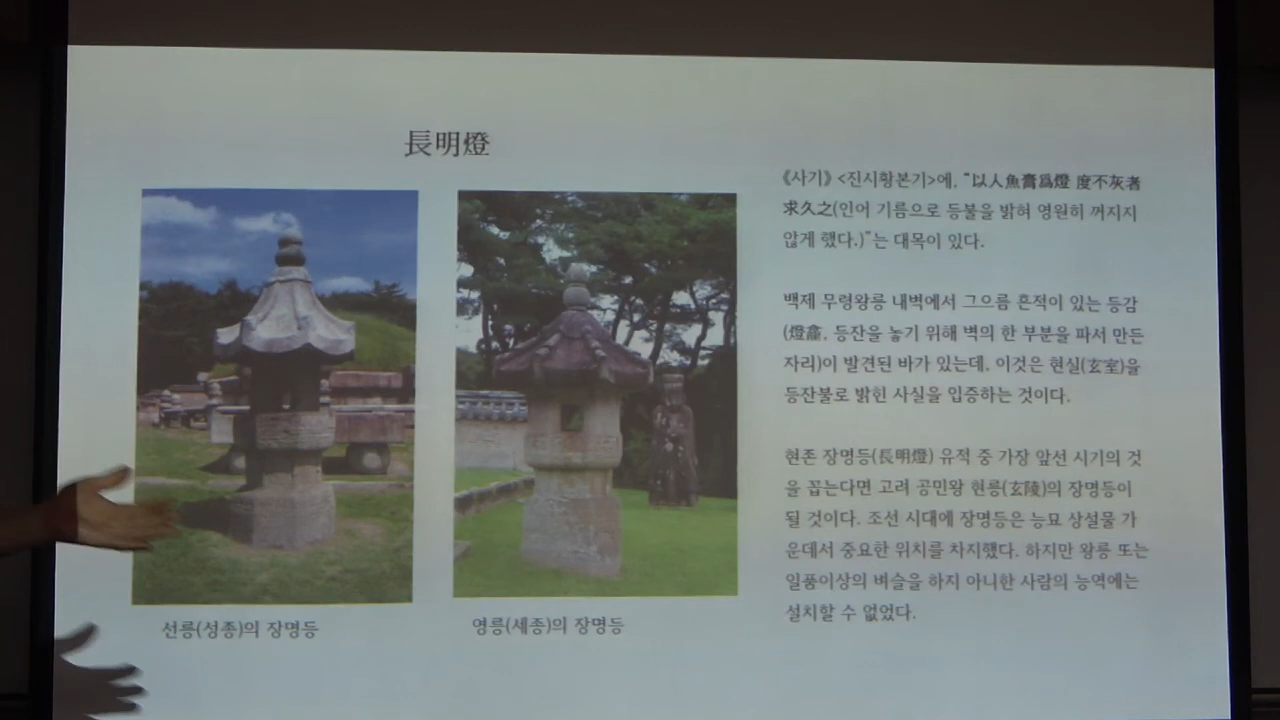 長明燈
《사기》 <진시황본기>에, "以人魚膏爲燈 度不灰者
求久之(인어 기름으로 등불을 밝혀 영원히 꺼지지
않게 했다.)"는 대목이 있다.
백제 무령왕릉 내벽에서 그으름 흔적이 있는 등감
(燈龕, 등잔을 놓기 위해 벽의 한 부분을 파서 만든
자리)이 발견된 바가 있는데, 이것은 현실(玄室)을
등잔불로 밝힌 사실을 입증하는 것이다.
현존 장명등(長明燈) 유적 중 가장 앞선 시기의 것
을 꼽는다면 고려 공민왕 현릉(玄陵)의 장명등이
될 것이다. 조선 시대에 장명등은 능묘 상설물 가
운데서 중요한 위치를 차지했다. 하지만 왕릉 또는
일품이상의 벼슬을 하지 아니한 사람의 능역에는
설치할 수 없었다.
선릉(성종)의 장명등
영릉(세종)의 장명등